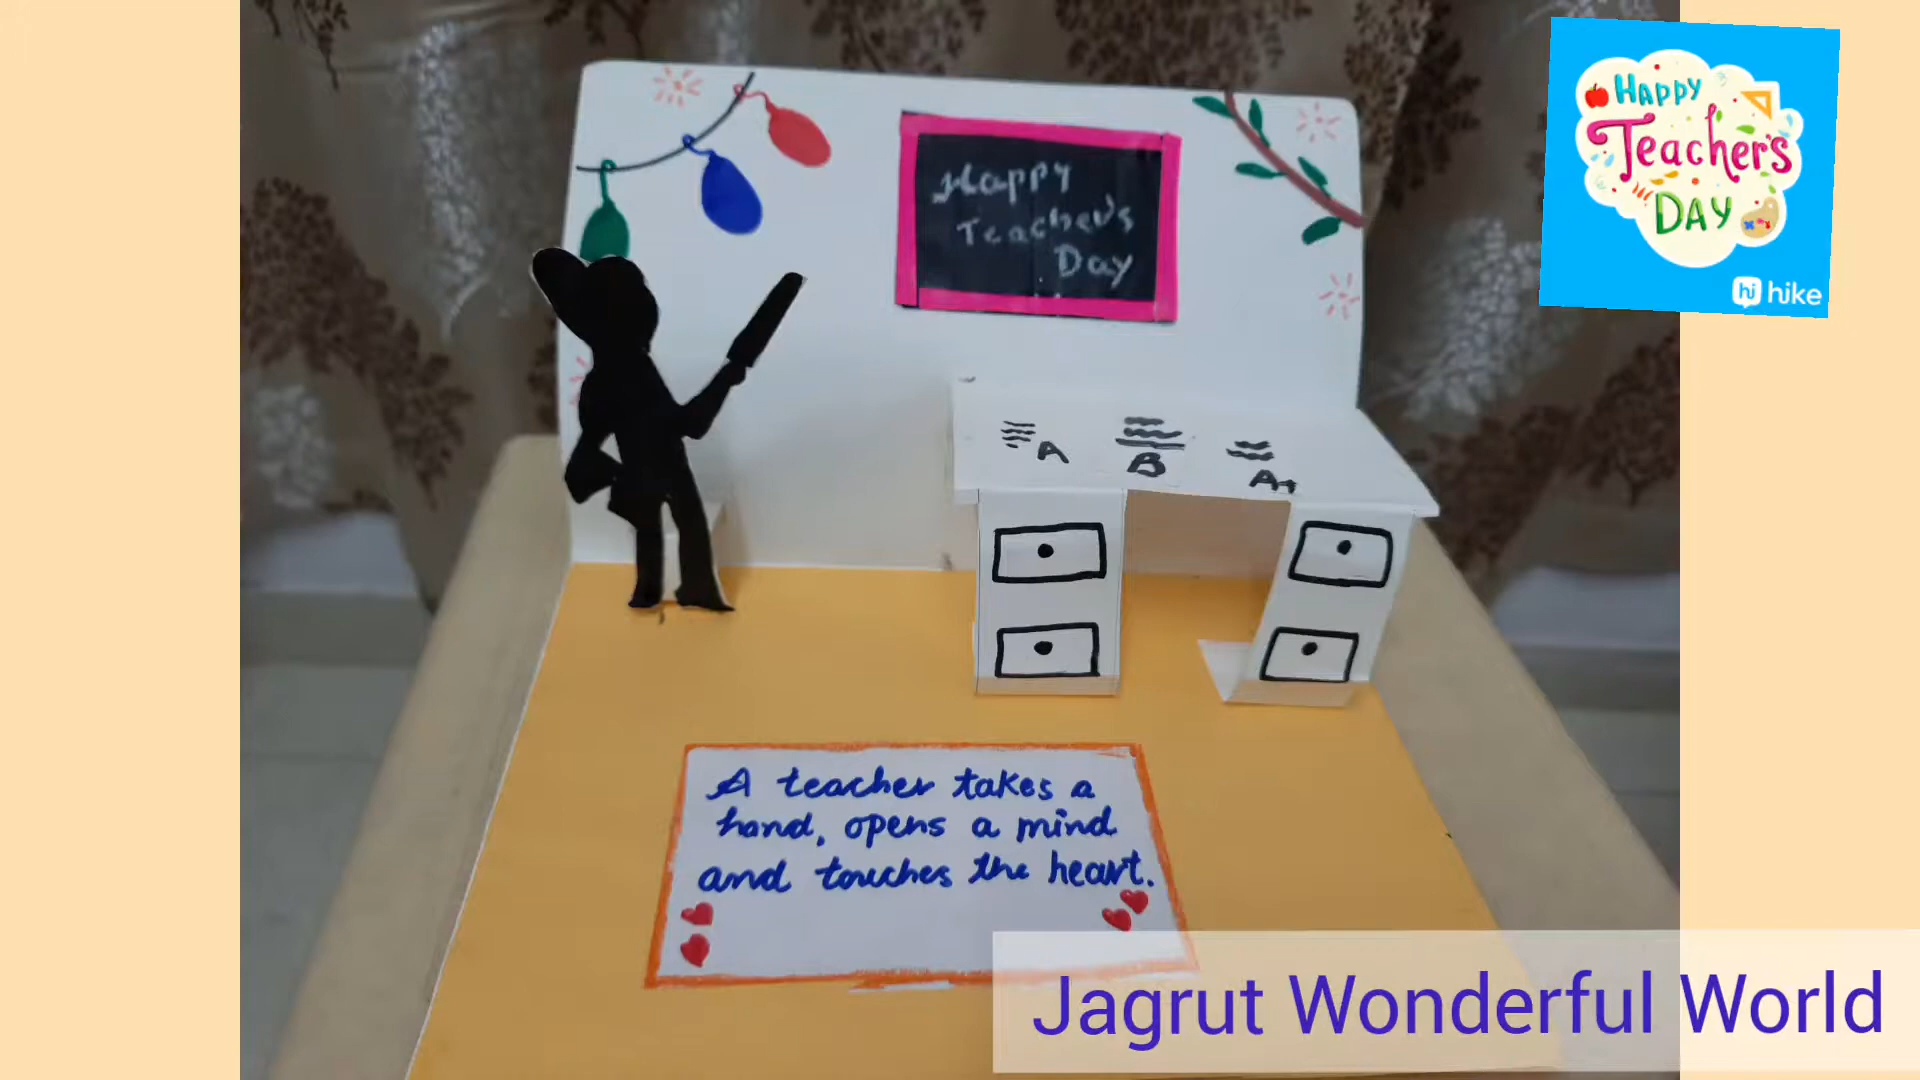 Happy
Teacher's
Day
hi hike
Happy
Teacher's
Day
A
B
A+
A teacher takes a
hand, opens a mind
and touches the heart.
Jagrut Wonderful World